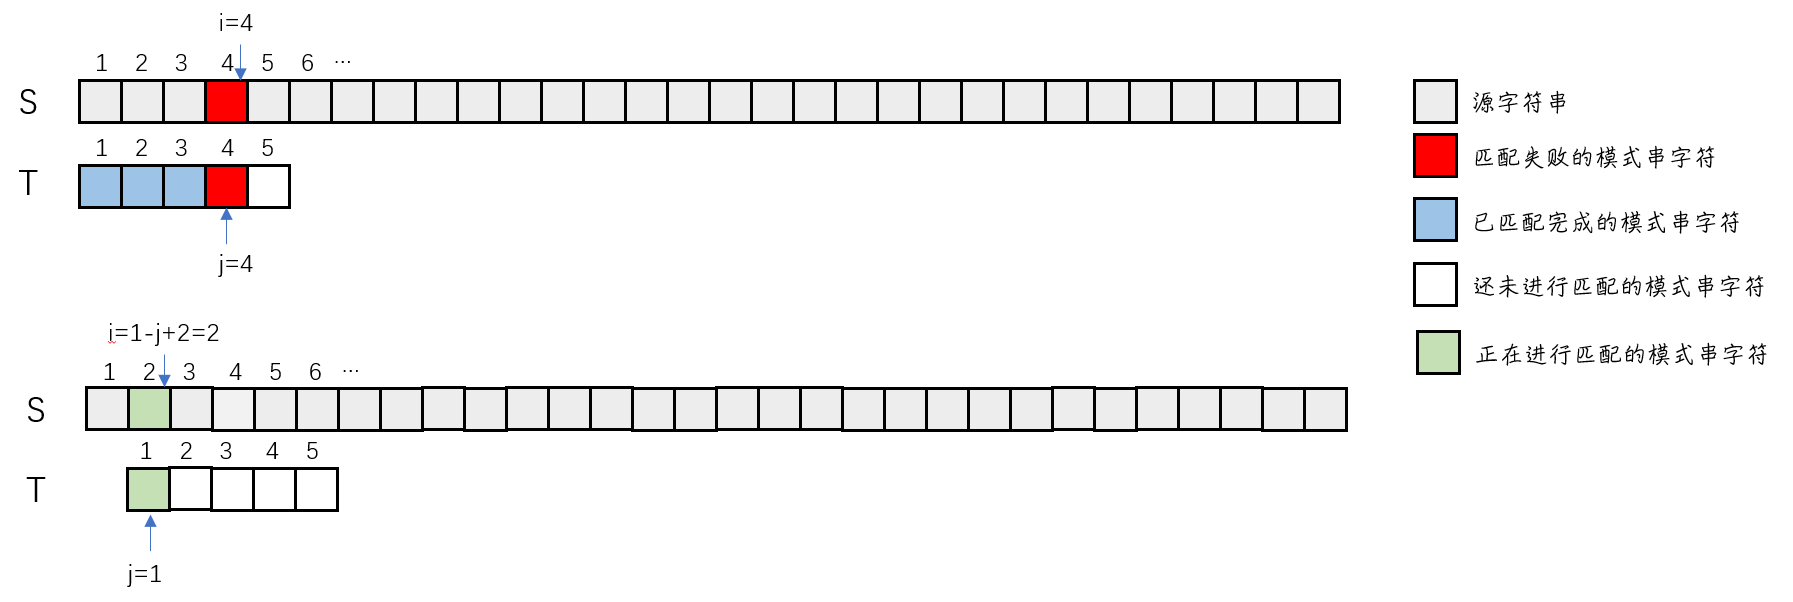 i=4
1 2 3 4 5 6 ...
S
1 2 3 4 5
T
j=4
i=1-j+2=2
1 2 3 4 5 6 ...
S
1 2 3 4 5
T
j=1
源字符串
匹配失败的模式串字符
已匹配完成的模式串字符
还未进行匹配的模式串字符
正在进行匹配的模式串字符